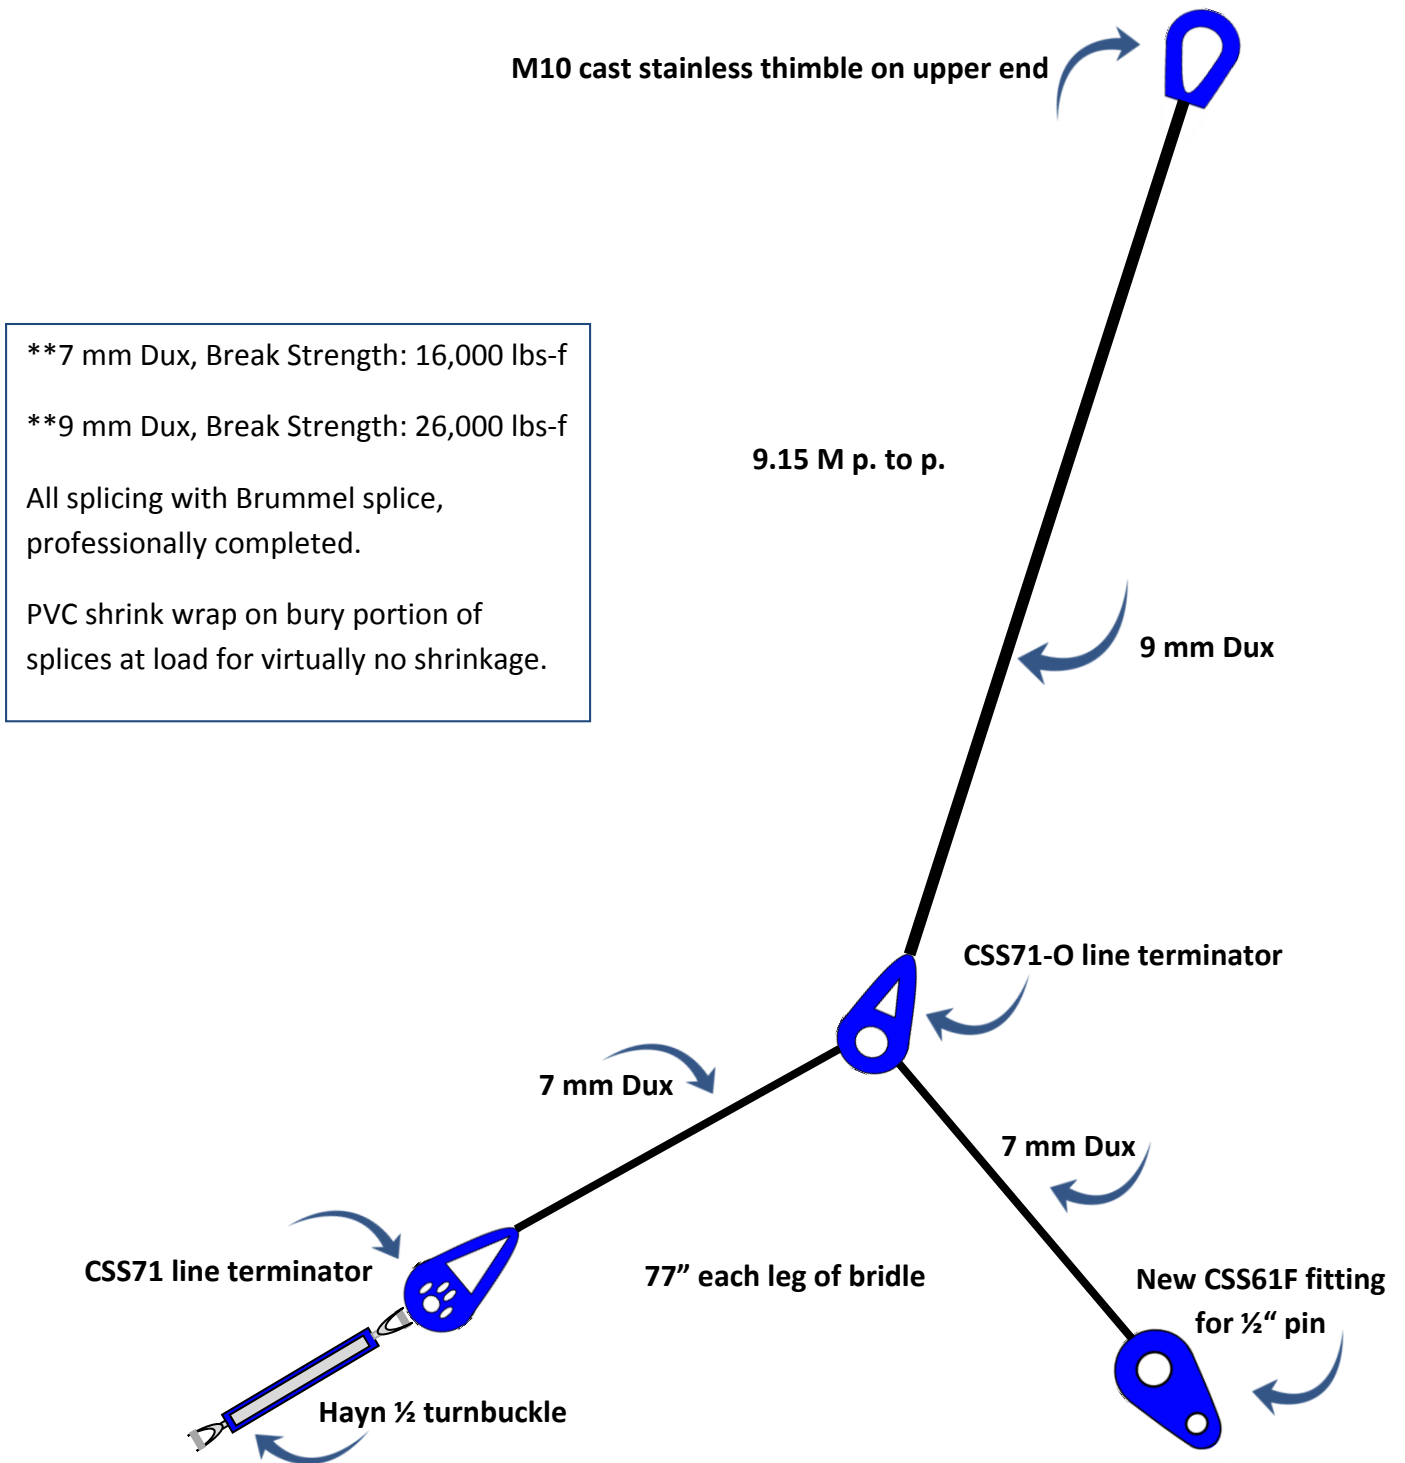 M10 cast stainless thimble on upper end
**7 mm Dux, Break Strength: 16,000 lbs-f
**9 mm Dux, Break Strength: 26,000 lbs-f
All splicing with Brummel splice,
professionally completed.
PVC shrink wrap on bury portion of
splices at load for virtually no shrinkage.
9.15 M p. to p.
9 mm Dux
CSS71-O line terminator
7 mm Dux
7 mm Dux
CSS71 line terminator
77” each leg of bridle
New CSS61F fitting
for ½“ pin
Hayn ½ turnbuckle